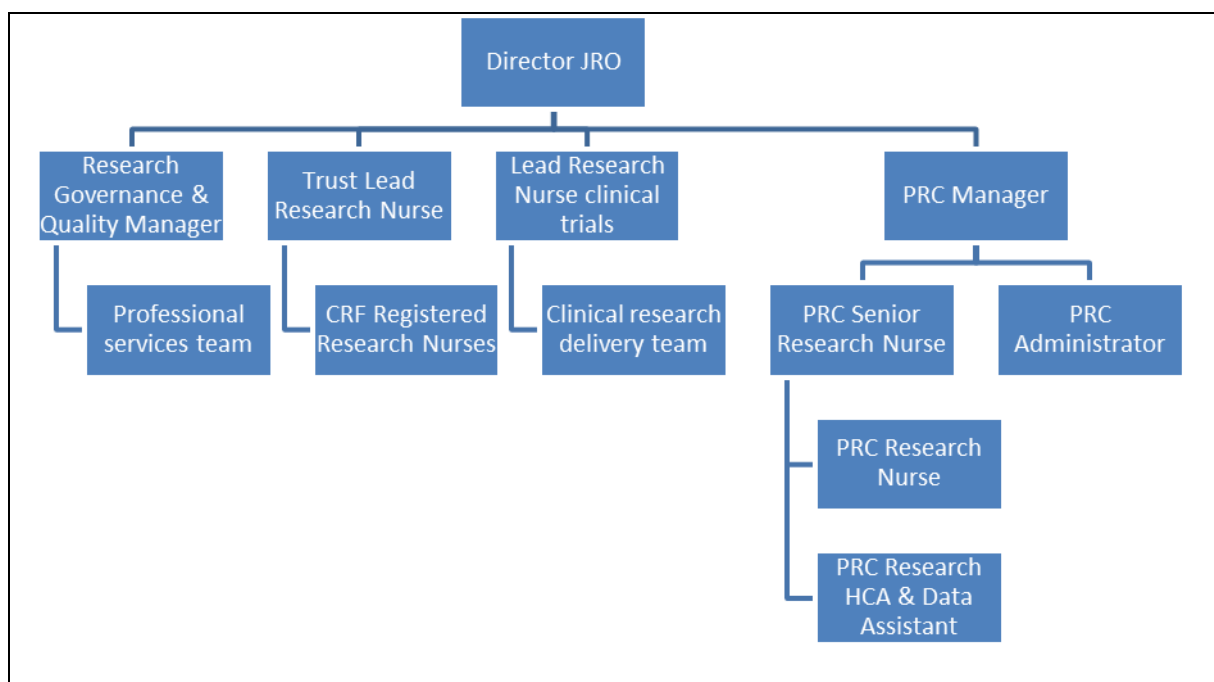 Director JRO
Research
Governance &
Quality Manager
Trust Lead
Research Nurse
Lead Research
Nurse clinical
trials
PRC Manager
Professional
services team
CRF Registered
Research Nurses
Clinical research
delivery team
PRC Senior
Research Nurse
PRC
Administrator
PRC Research
Nurse
PRC Research
HCA & Data
Assistant